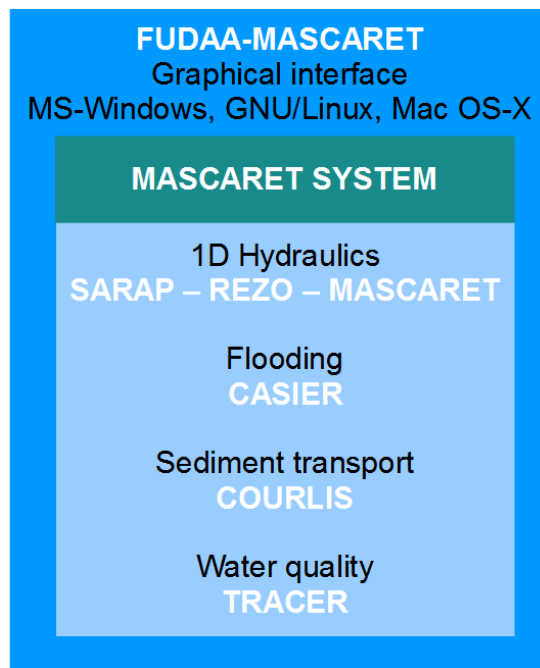 FUDAA-MASCARET
Graphical interface
MS-Windows, GNU/Linux, Mac OS-X
MASCARET SYSTEM
1D Hydraulics
SARAP – REZO – MASCARET
Flooding
CASIER
Sediment transport
COURLIS
Water quality
TRACER